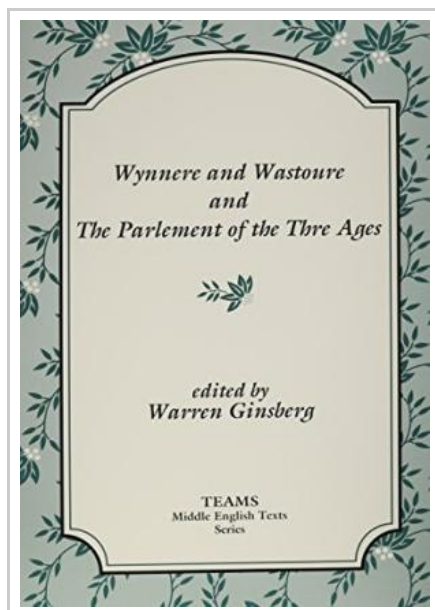 Wynnere and Wastoure
and
The Parlement of the Thre Ages
edited by
Warren Ginsberg
TEAMS
Middle English Texts
Series